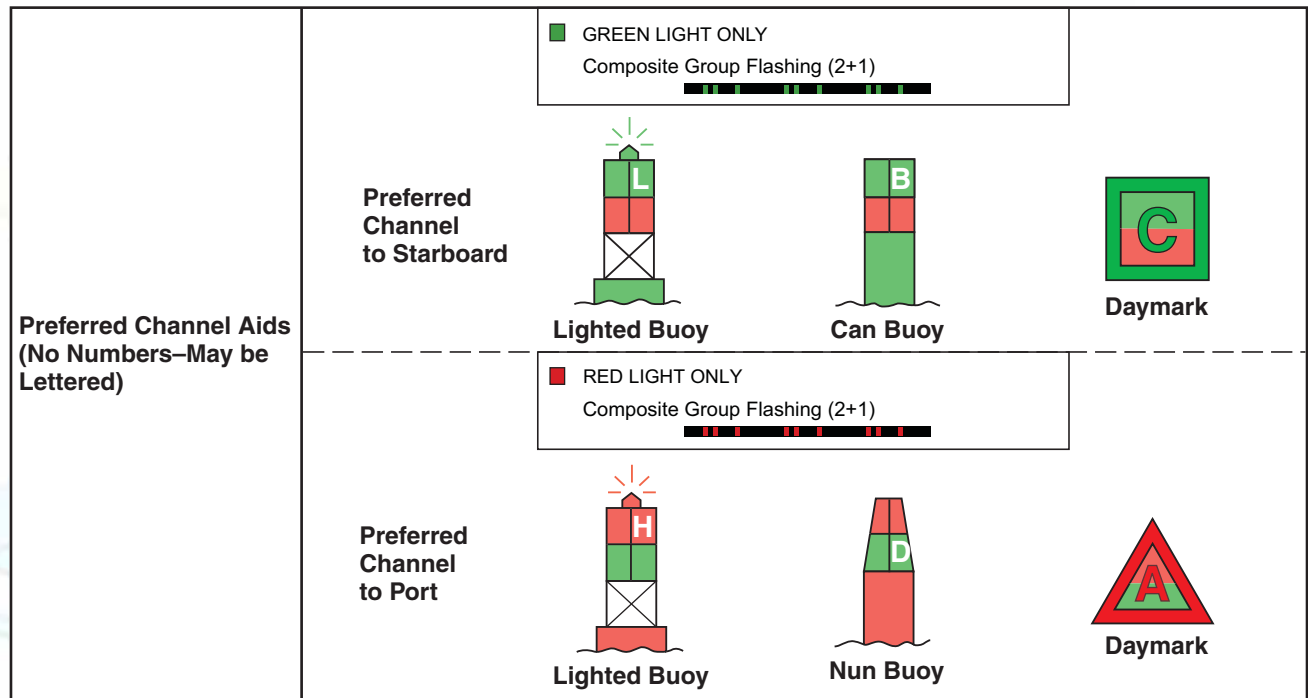 Preferred Channel Aids
(No Numbers–May be
Lettered)
GREEN LIGHT ONLY
Composite Group Flashing (2+1)
Preferred
Channel
to Starboard
L
B
C
Lighted Buoy
Can Buoy
Daymark
RED LIGHT ONLY
Composite Group Flashing (2+1)
Preferred
Channel
to Port
H
D
A
Lighted Buoy
Nun Buoy
Daymark